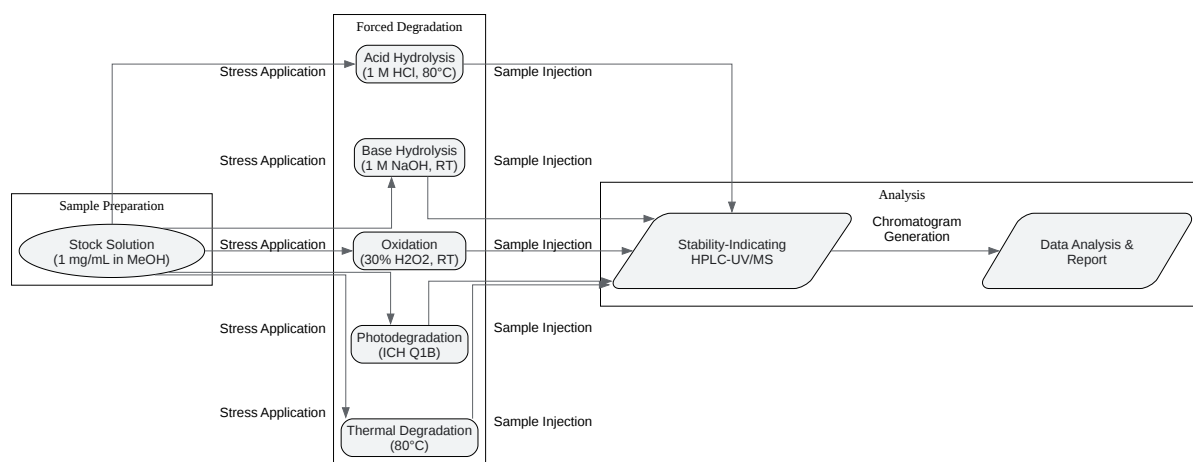 Forced Degradation
Acid Hydrolysis
(1 M HCl, 80°C)
Stress Application
Sample Injection
Base Hydrolysis
(1 M NaOH, RT)
Stress Application
Sample Injection
Sample Preparation
Stock Solution
(1 mg/mL in MeOH)
Stress Application
Oxidation
(30% H2O2, RT)
Sample Injection
Analysis
Stability-Indicating
HPLC-UV/MS
Chromatogram
Generation
Data Analysis &
Report
Stress Application
Photodegradation
(ICH Q1B)
Sample Injection
Stress Application
Thermal Degradation
(80°C)
Sample Injection